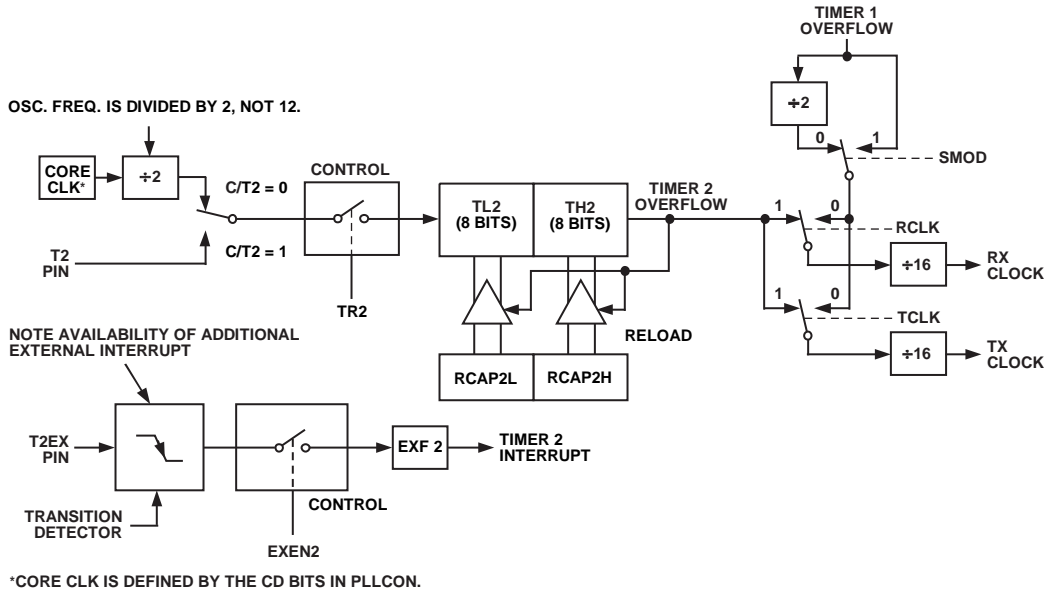 TIMER 1
OVERFLOW
÷2
0
1
SMOD
OSC. FREQ. IS DIVIDED BY 2, NOT 12.
CORE
CLK*
÷2
C/T2 = 0
C/T2 = 1
T2
PIN
CONTROL
TR2
TL2
(8 BITS)
TH2
(8 BITS)
TIMER 2
OVERFLOW
RELOAD
RCAP2L
RCAP2H
1
0
RCLK
÷16
RX
CLOCK
1
0
TCLK
÷16
TX
CLOCK
NOTE AVAILABILITY OF ADDITIONAL
EXTERNAL INTERRUPT
T2EX
PIN
TRANSITION
DETECTOR
CONTROL
EXEN2
EXF 2
TIMER 2
INTERRUPT
*CORE CLK IS DEFINED BY THE CD BITS IN PLLCON.